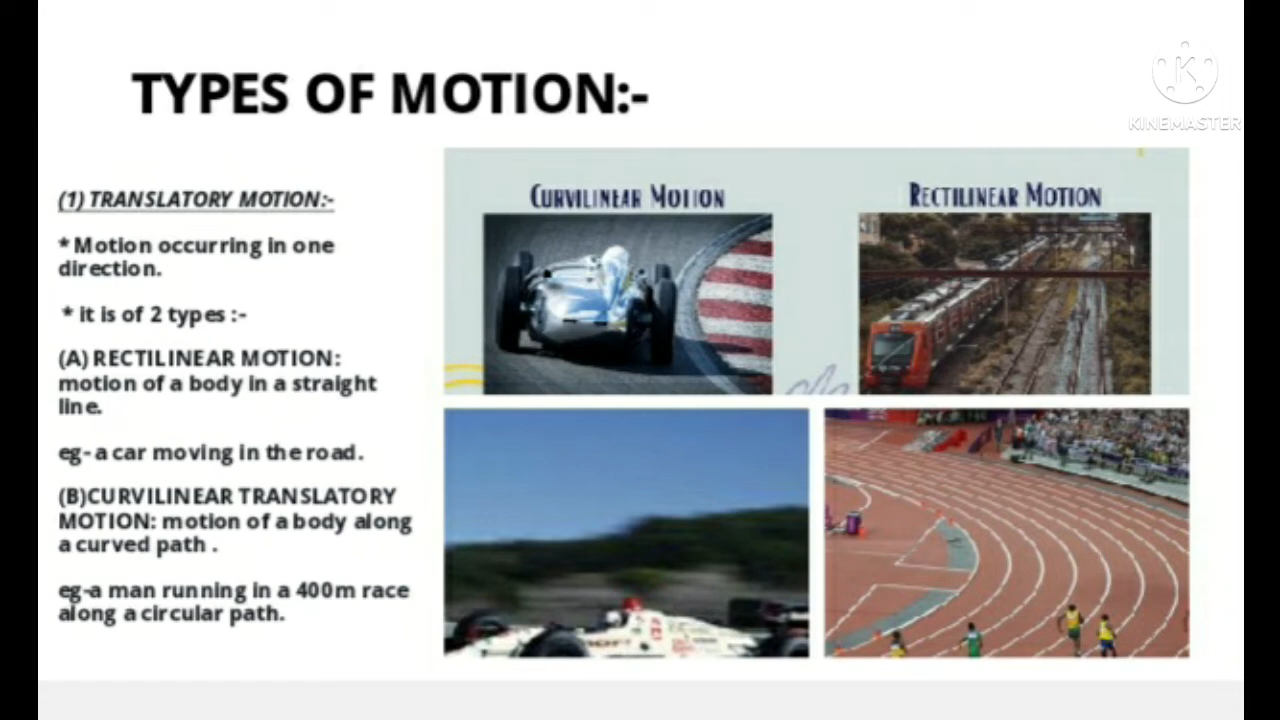 TYPES OF MOTION:-
KINEMASTER
(1) TRANSLATORY MOTION:-
* Motion occurring in one
direction.
* it is of 2 types :-
(A) RECTILINEAR MOTION:
motion of a body in a straight
line.
eg- a car moving in the road.
(B)CURVILINEAR TRANSLATORY
MOTION: motion of a body along
a curved path .
eg-a man running in a 400m race
along a circular path.
CURVILINEAR MOTION
RECTILINEAR MOTION